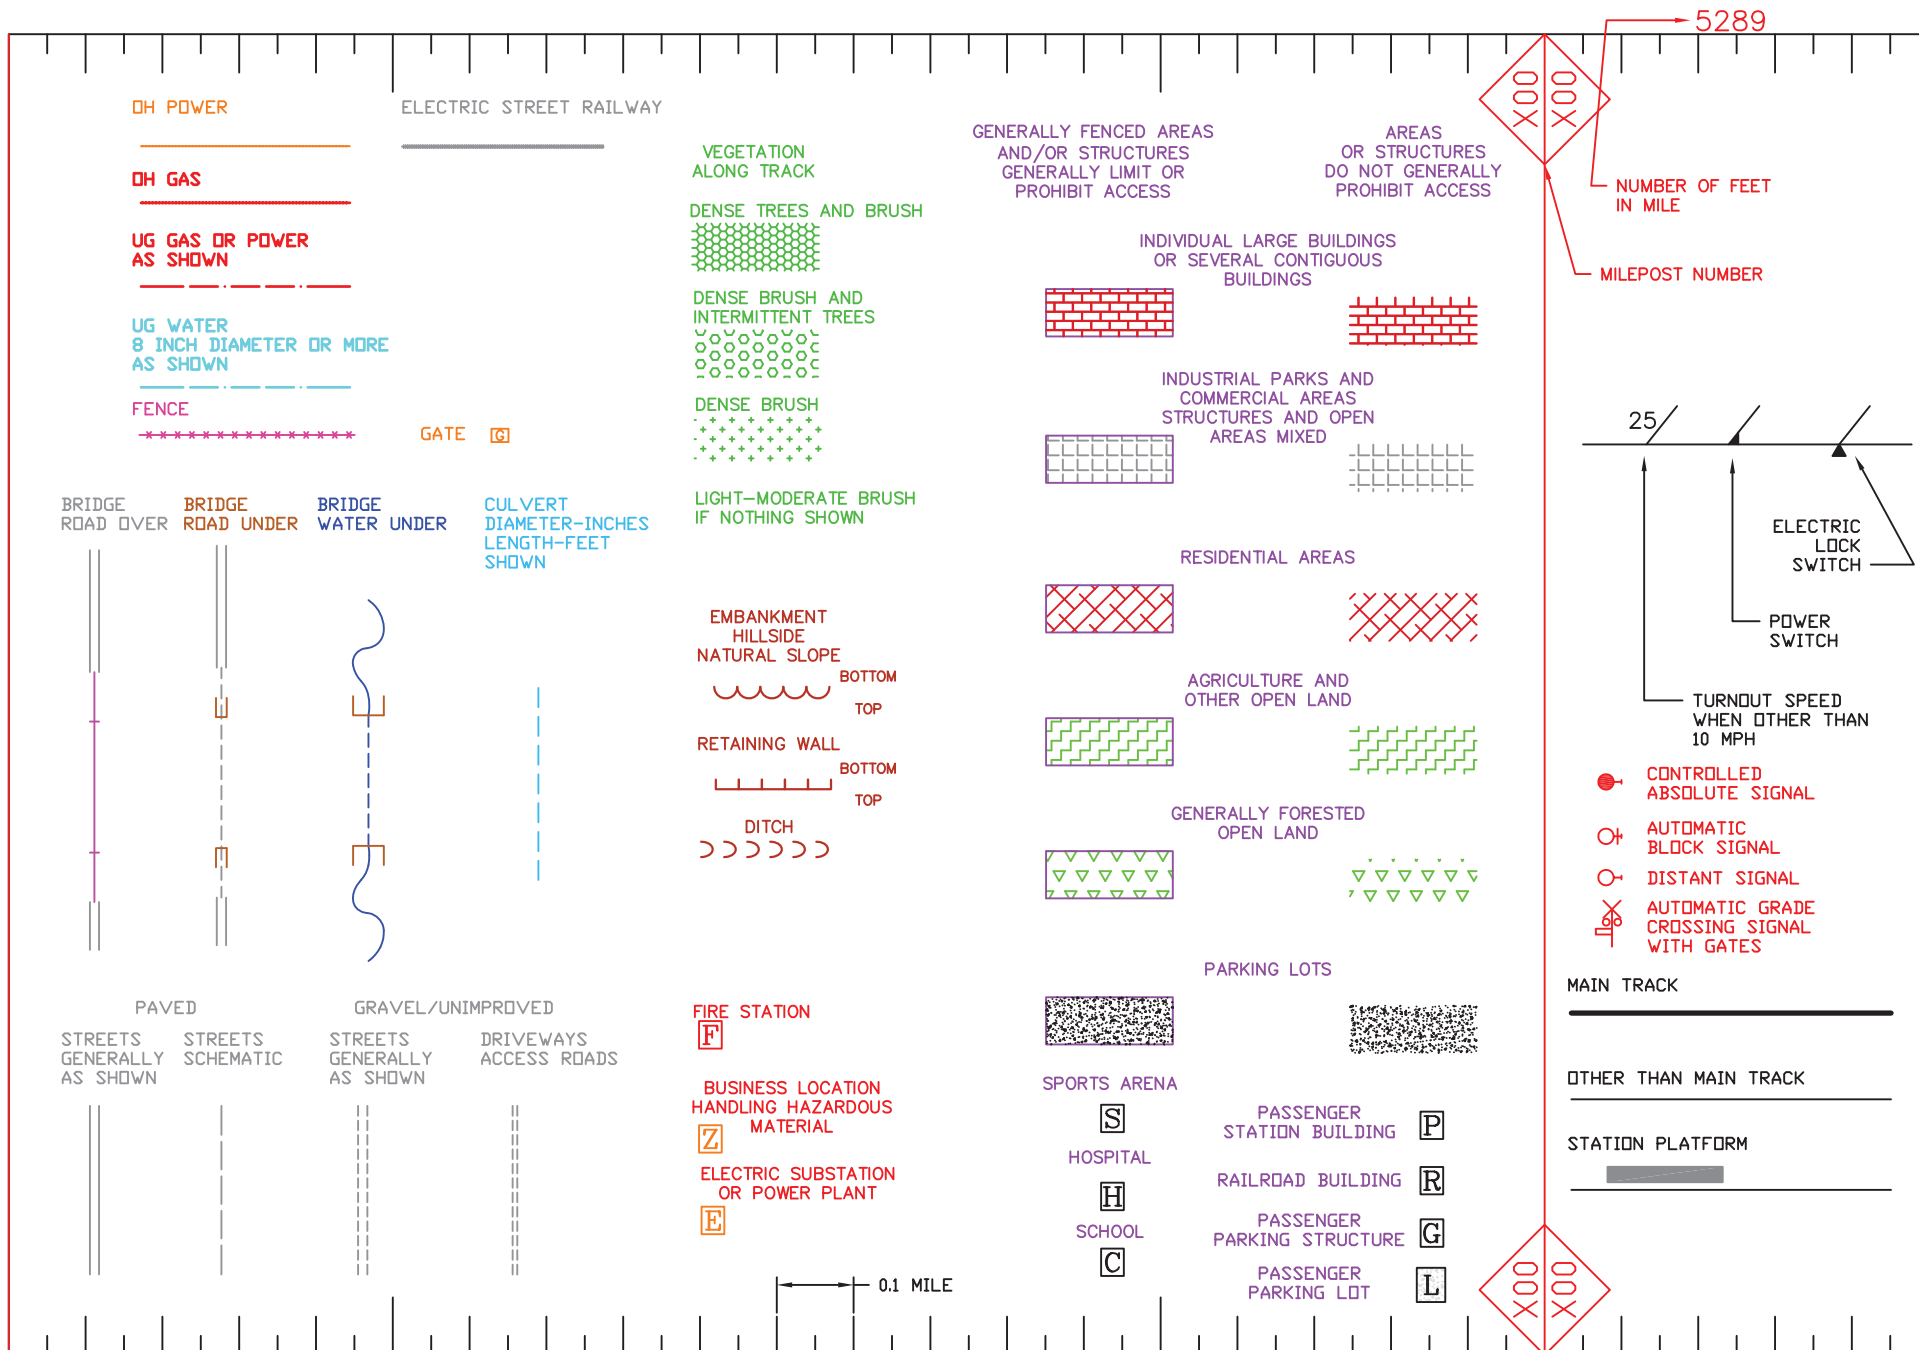 5289
XX00
OH POWER
ELECTRIC STREET RAILWAY
OH GAS
UG GAS OR POWER
AS SHOWN
UG WATER
8 INCH DIAMETER OR MORE
AS SHOWN
FENCE
GATE
G
BRIDGE
ROAD OVER
BRIDGE
ROAD UNDER
BRIDGE
WATER UNDER
CULVERT
DIAMETER-INCHES
LENGTH-FEET
SHOWN
PAVED
GRAVEL/UNIMPROVED
STREETS
GENERALLY
AS SHOWN
STREETS
SCHEMATIC
STREETS
GENERALLY
AS SHOWN
DRIVEWAYS
ACCESS ROADS
VEGETATION
ALONG TRACK
DENSE TREES AND BRUSH
DENSE BRUSH AND
INTERMITTENT TREES
DENSE BRUSH
LIGHT-MODERATE BRUSH
IF NOTHING SHOWN
EMBANKMENT
HILLSIDE
NATURAL SLOPE
BOTTOM
TOP
RETAINING WALL
BOTTOM
TOP
DITCH
FIRE STATION
F
BUSINESS LOCATION
HANDLING HAZARDOUS
MATERIAL
Z
ELECTRIC SUBSTATION
OR POWER PLANT
E
0.1 MILE
GENERALLY FENCED AREAS
AND/OR STRUCTURES
GENERALLY LIMIT OR
PROHIBIT ACCESS
AREAS
OR STRUCTURES
DO NOT GENERALLY
PROHIBIT ACCESS
INDIVIDUAL LARGE BUILDINGS
OR SEVERAL CONTIGUOUS
BUILDINGS
INDUSTRIAL PARKS AND
COMMERCIAL AREAS
STRUCTURES AND OPEN
AREAS MIXED
RESIDENTIAL AREAS
AGRICULTURE AND
OTHER OPEN LAND
GENERALLY FORESTED
OPEN LAND
PARKING LOTS
SPORTS ARENA
S
HOSPITAL
H
SCHOOL
C
PASSENGER
STATION BUILDING
P
RAILROAD BUILDING
R
PASSENGER
PARKING STRUCTURE
G
PASSENGER
PARKING LOT
L
NUMBER OF FEET
IN MILE
MILEPOST NUMBER
25
ELECTRIC
LOCK
SWITCH
POWER
SWITCH
TURNOUT SPEED
WHEN OTHER THAN
10 MPH
CONTROLLED
ABSOLUTE SIGNAL
AUTOMATIC
BLOCK SIGNAL
DISTANT SIGNAL
AUTOMATIC GRADE
CROSSING SIGNAL
WITH GATES
MAIN TRACK
OTHER THAN MAIN TRACK
STATION PLATFORM
X00
X00